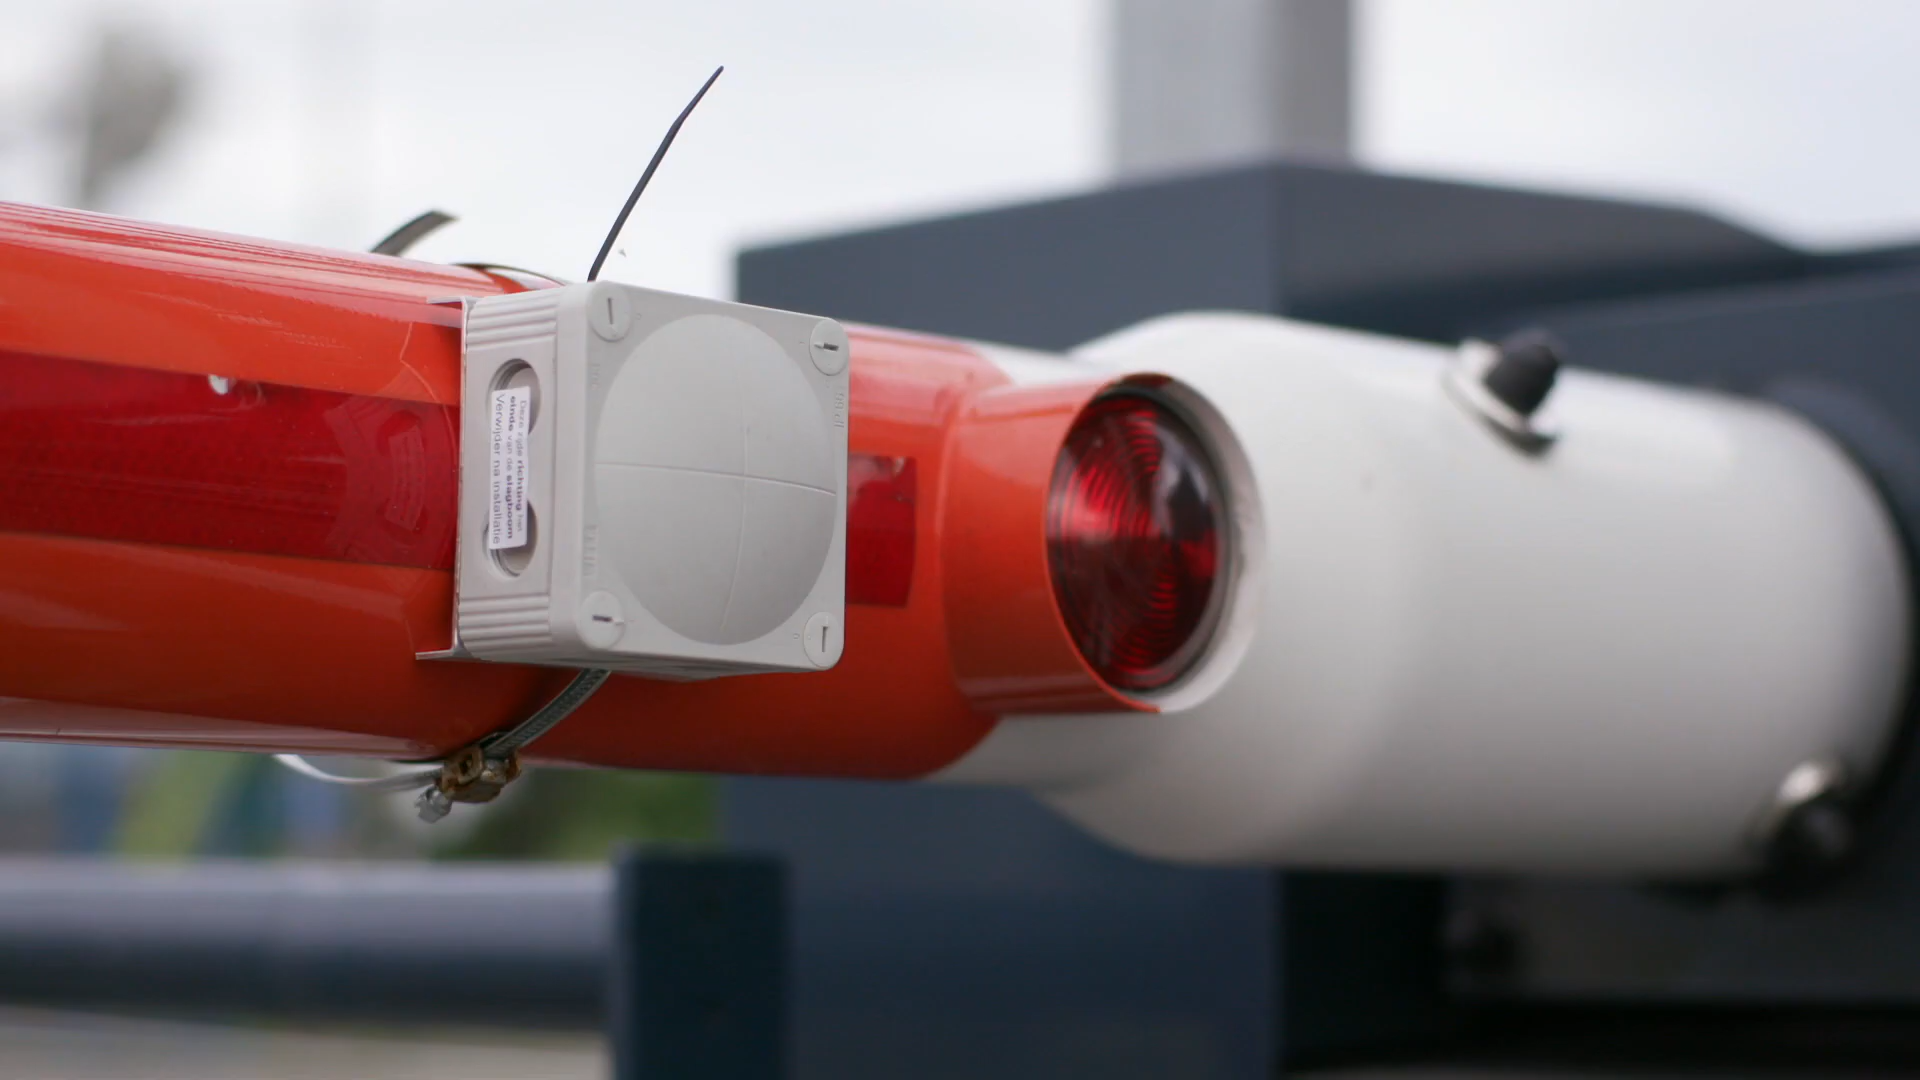 Deze zijde richting het
einde van de slagboom
Verwijder na installatie